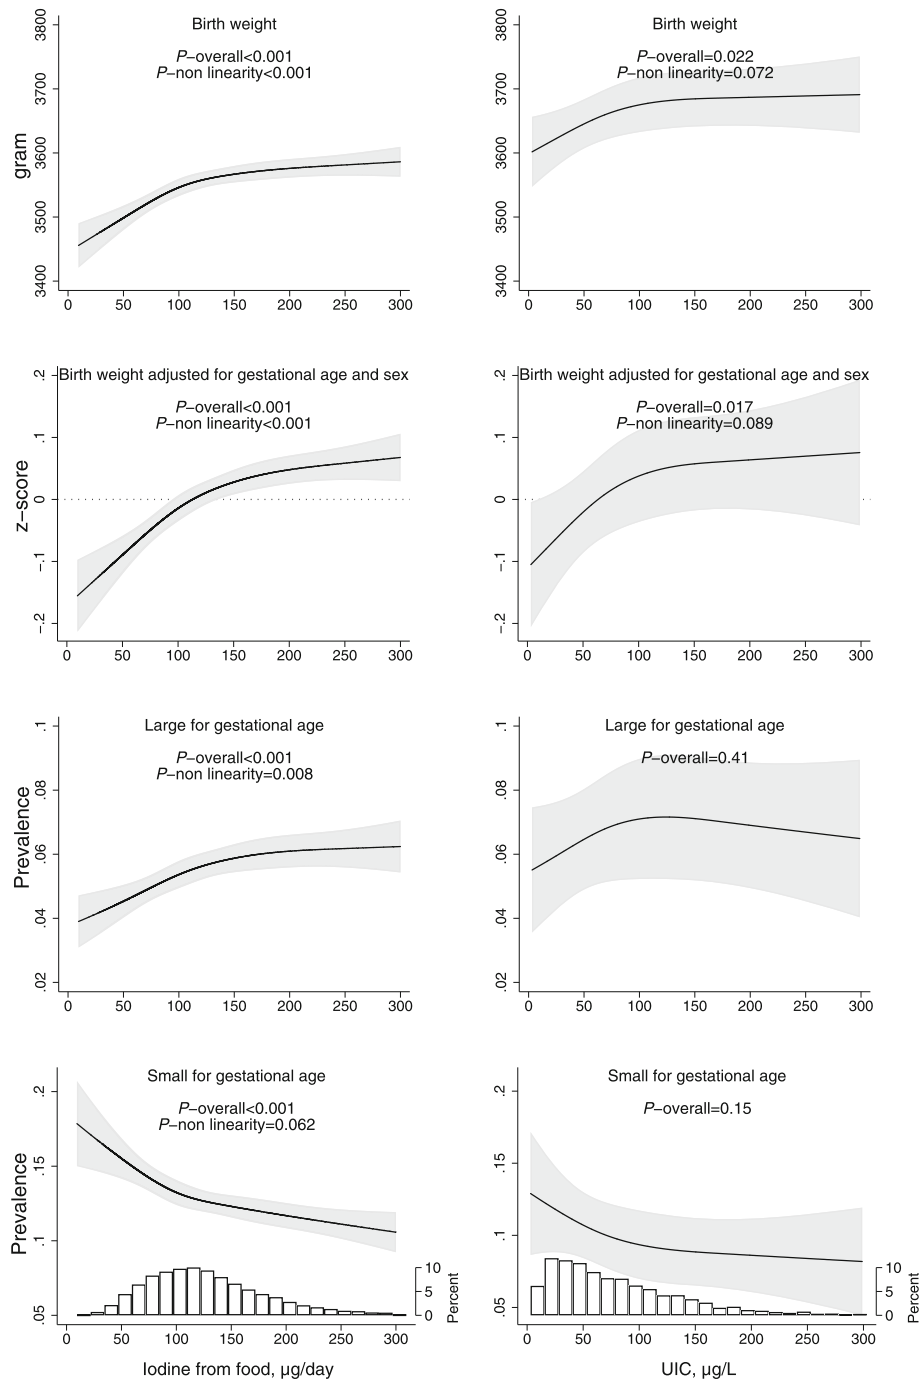 Birth weight
P−overall<0.001
P−non linearity<0.001
gram
3400 3500 3600 3700 3800
0 50 100 150 200 250 300
Birth weight
P−overall=0.022
P−non linearity=0.072
3400 3500 3600 3700 3800
0 50 100 150 200 250 300
Birth weight adjusted for gestational age and sex
P−overall<0.001
P−non linearity<0.001
z−score
−.2 −.1 0 .1 .2
0 50 100 150 200 250 300
Birth weight adjusted for gestational age and sex
P−overall=0.017
P−non linearity=0.089
−.2 −.1 0 .1 .2
0 50 100 150 200 250 300
Large for gestational age
P−overall<0.001
P−non linearity=0.008
Prevalence
.02 .04 .06 .08 .1
0 50 100 150 200 250 300
Large for gestational age
P−overall=0.41
.02 .04 .06 .08 .1
0 50 100 150 200 250 300
Small for gestational age
P−overall<0.001
P−non linearity=0.062
Prevalence
.05 .1 .15 .2
0 5 10
Percent
0 50 100 150 200 250 300
Iodine from food, µg/day
Small for gestational age
P−overall=0.15
.05 .1 .15 .2
0 5 10
Percent
0 50 100 150 200 250 300
UIC, µg/L